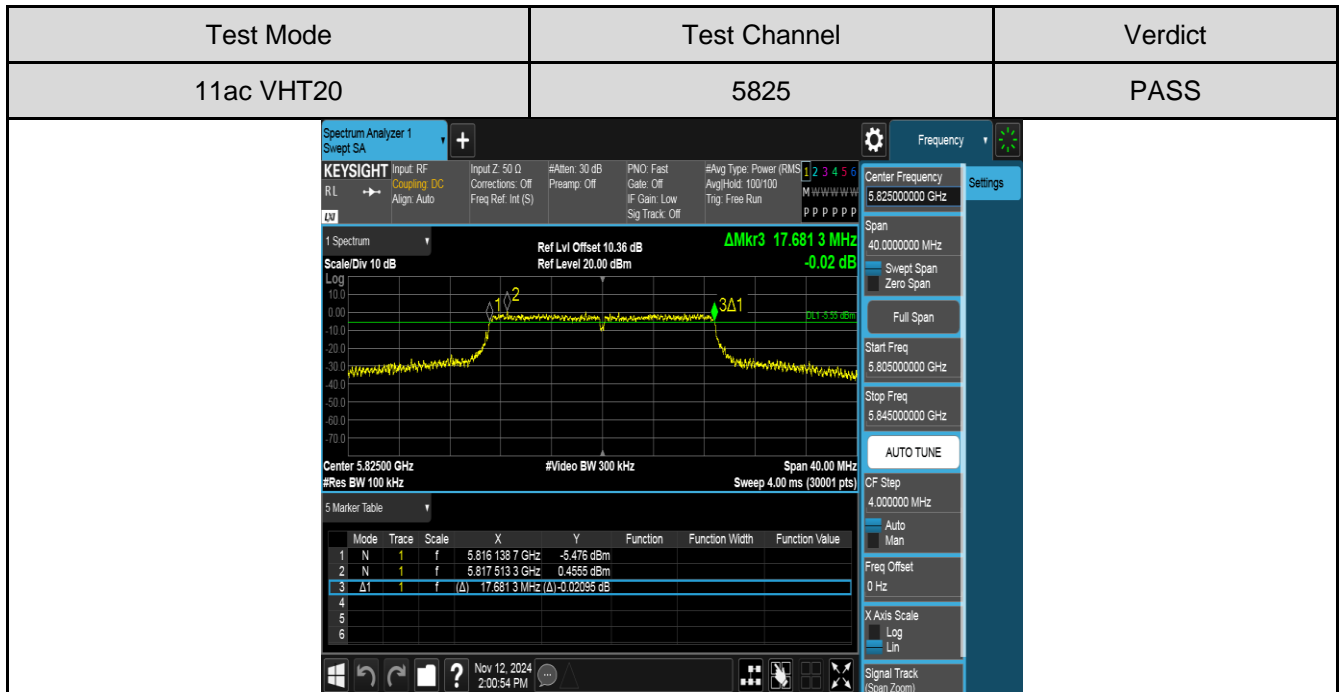 Test Mode Test Channel Verdict
11ac VHT20 5825 PASS
Spectrum Analyzer 1
Swept SA
+
Frequency
KEYSIGHT
RL
LXI
Input: RF
Coupling: DC
Align: Auto
Input Z: 50 Ω
Corrections: Off
Freq Ref: Int (S)
#Atten: 30 dB
Preamp: Off
PNO: Fast
Gate: Off
IF Gain: Low
Sig Track: Off
#Avg Type: Power (RMS
Avg|Hold: 100/100
Trig: Free Run
1 2 3 4 5 6
M W W W W W
P P P P P P
1 Spectrum
Scale/Div 10 dB
Ref Lvl Offset 10.36 dB
Ref Level 20.00 dBm
ΔMkr3 17.681 3 MHz
-0.02 dB
Log
10.0
0.00
-10.0
-20.0
-30.0
-40.0
-50.0
-60.0
-70.0
1
2
3Δ1
DL1 -5.55 dBm
Center 5.82500 GHz
#Res BW 100 kHz
#Video BW 300 kHz
Span 40.00 MHz
Sweep 4.00 ms (30001 pts)
5 Marker Table
Mode Trace Scale X Y Function Function Width Function Value
1 N 1 f 5.816 138 7 GHz -5.476 dBm
2 N 1 f 5.817 513 3 GHz 0.4555 dBm
3 Δ1 1 f (Δ) 17.681 3 MHz (Δ) -0.02095 dB
4
5
6
?
Nov 12, 2024
2:00:54 PM
Center Frequency
5.825000000 GHz
Span
40.0000000 MHz
Swept Span
Zero Span
Full Span
Start Freq
5.805000000 GHz
Stop Freq
5.845000000 GHz
AUTO TUNE
CF Step
4.000000 MHz
Auto
Man
Freq Offset
0 Hz
X Axis Scale
Log
Lin
Signal Track
(Span Zoom)
Settings